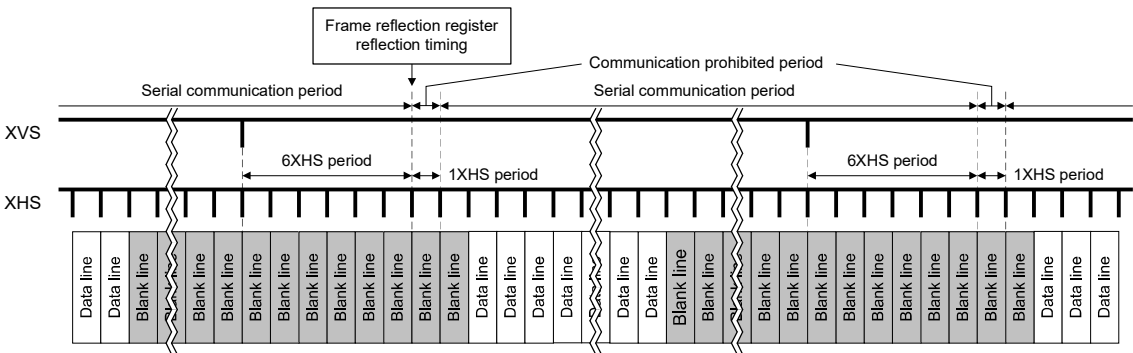 Frame reflection register
reflection timing
Communication prohibited period
Serial communication period
Serial communication period
XVS
6XHS period
1XHS period
6XHS period
1XHS period
XHS
Data line
Data line
Blank line
Blank line
Blank line
Blank line
Blank line
Blank line
Blank line
Blank line
Blank line
Blank line
Blank line
Data line
Data line
Data line
Data line
Data line
Data line
Blank line
Blank line
Blank line
Blank line
Blank line
Blank line
Blank line
Blank line
Blank line
Blank line
Blank line
Blank line
Data line
Data line
Data line